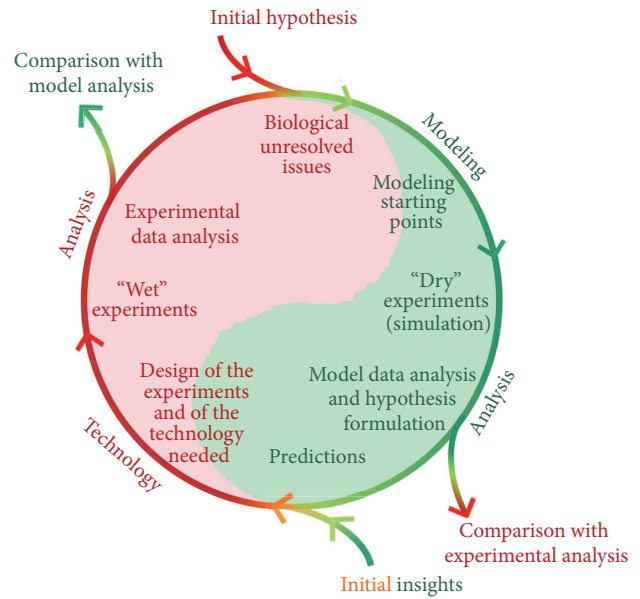 Initial hypothesis
Comparison with
model analysis
Biological
unresolved
issues
Modeling
Modeling
starting
points
Analysis
Experimental
data analysis
“Wet”
experiments
“Dry”
experiments
(simulation)
Design of the
experiments
and of the
technology
needed
Model data analysis
and hypothesis
formulation
Analysis
Technology
Predictions
Comparison with
experimental analysis
Initial insights